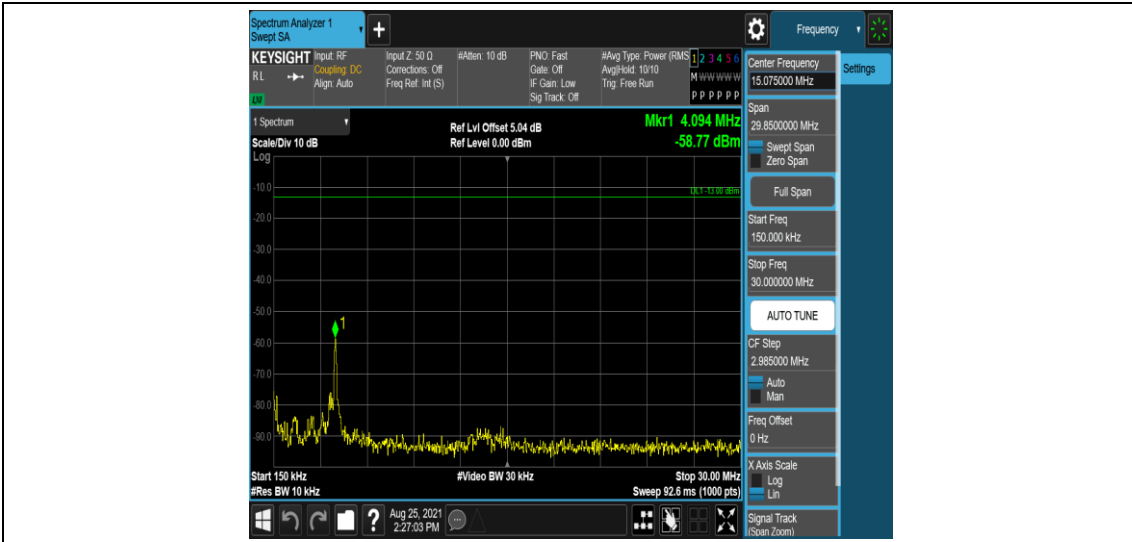 Spectrum Analyzer 1
Swept SA
+
Frequency
KEYSIGHT
RL
LXI
Input: RF
Coupling: DC
Align: Auto
Input Z: 50 Ω
Corrections: Off
Freq Ref: Int (S)
#Atten: 10 dB
PNO: Fast
Gate: Off
IF Gain: Low
Sig Track: Off
#Avg Type: Power (RMS
Avg|Hold: 10/10
Trig: Free Run
1 2 3 4 5 6
M W W W W W
P P P P P P
1 Spectrum
Scale/Div 10 dB
Ref Lvl Offset 5.04 dB
Ref Level 0.00 dBm
Mkr1 4.094 MHz
-58.77 dBm
Log
DL1 -13.00 dBm
-10.0
-20.0
-30.0
-40.0
-50.0
-60.0
-70.0
-80.0
-90.0
1
Start 150 kHz
#Res BW 10 kHz
#Video BW 30 kHz
Stop 30.00 MHz
Sweep 92.6 ms (1000 pts)
Center Frequency
15.075000 MHz
Settings
Span
29.8500000 MHz
Swept Span
Zero Span
Full Span
Start Freq
150.000 kHz
Stop Freq
30.000000 MHz
AUTO TUNE
CF Step
2.985000 MHz
Auto
Man
Freq Offset
0 Hz
X Axis Scale
Log
Lin
Signal Track
(Span Zoom)
?
Aug 25, 2021
2:27:03 PM